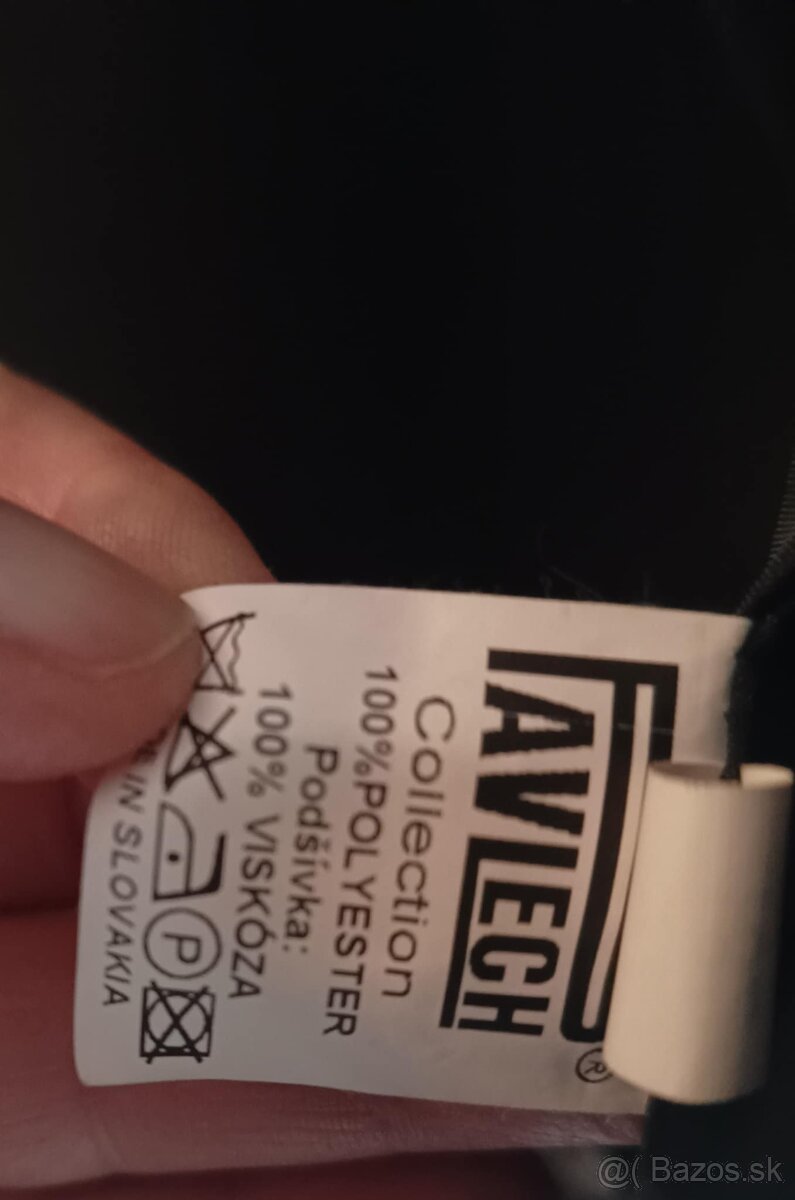 FAVLECH
®
Collection
100%POLYESTER
Podšívka:
100% VISKÓZA
P
IN SLOVAKIA
@( Bazos.sk